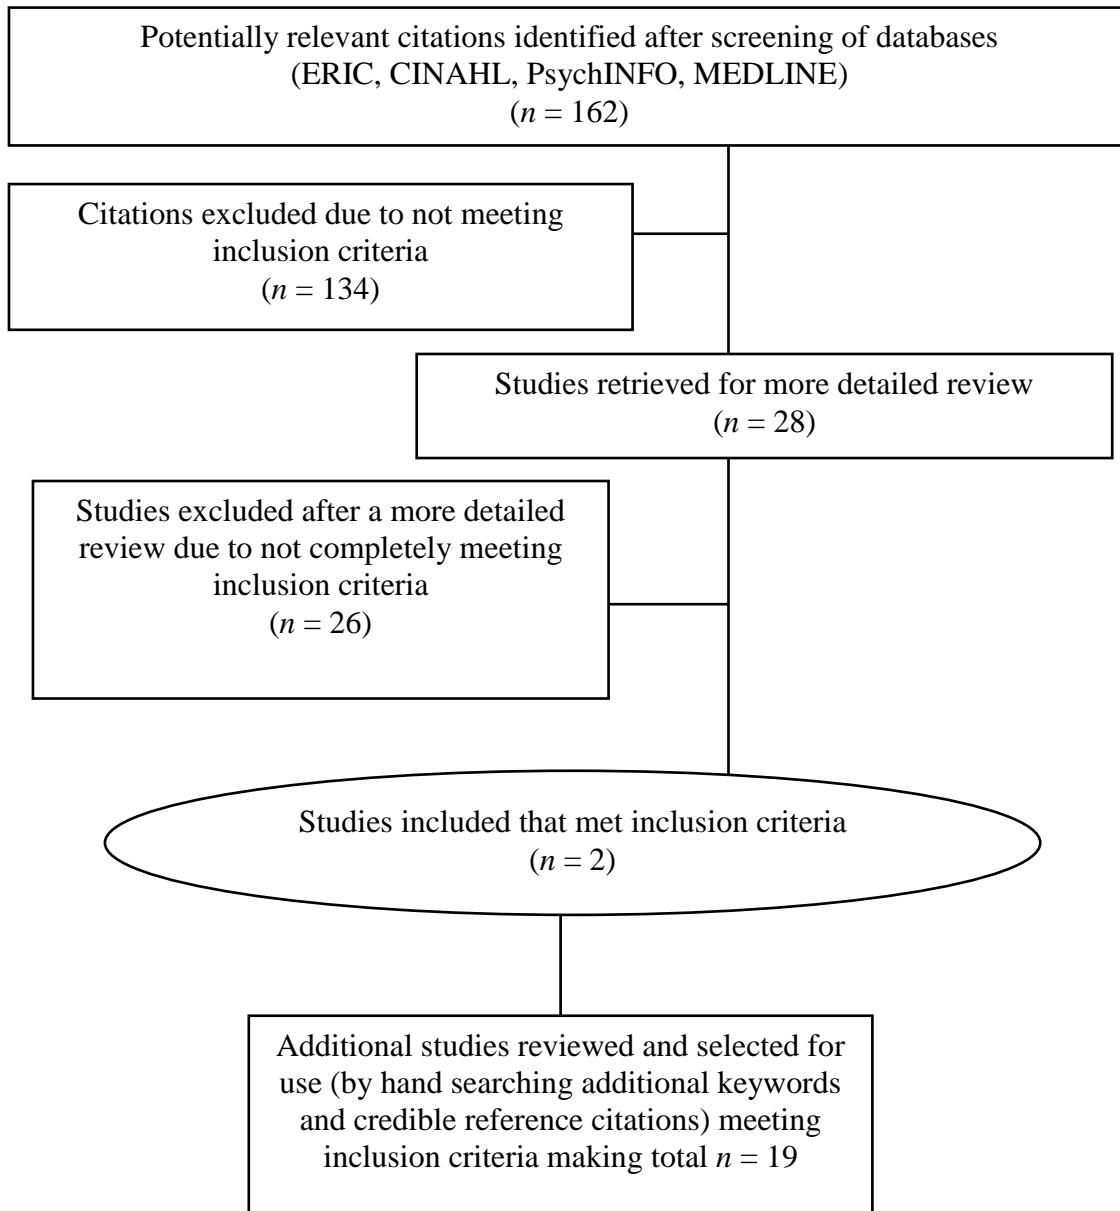 Potentially relevant citations identified after screening of databases
(ERIC, CINAHL, PsychINFO, MEDLINE)
(n = 162)
Citations excluded due to not meeting
inclusion criteria
(n = 134)
Studies retrieved for more detailed review
(n = 28)
Studies excluded after a more detailed
review due to not completely meeting
inclusion criteria
(n = 26)
Studies included that met inclusion criteria
(n = 2)
Additional studies reviewed and selected for
use (by hand searching additional keywords
and credible reference citations) meeting
inclusion criteria making total n = 19